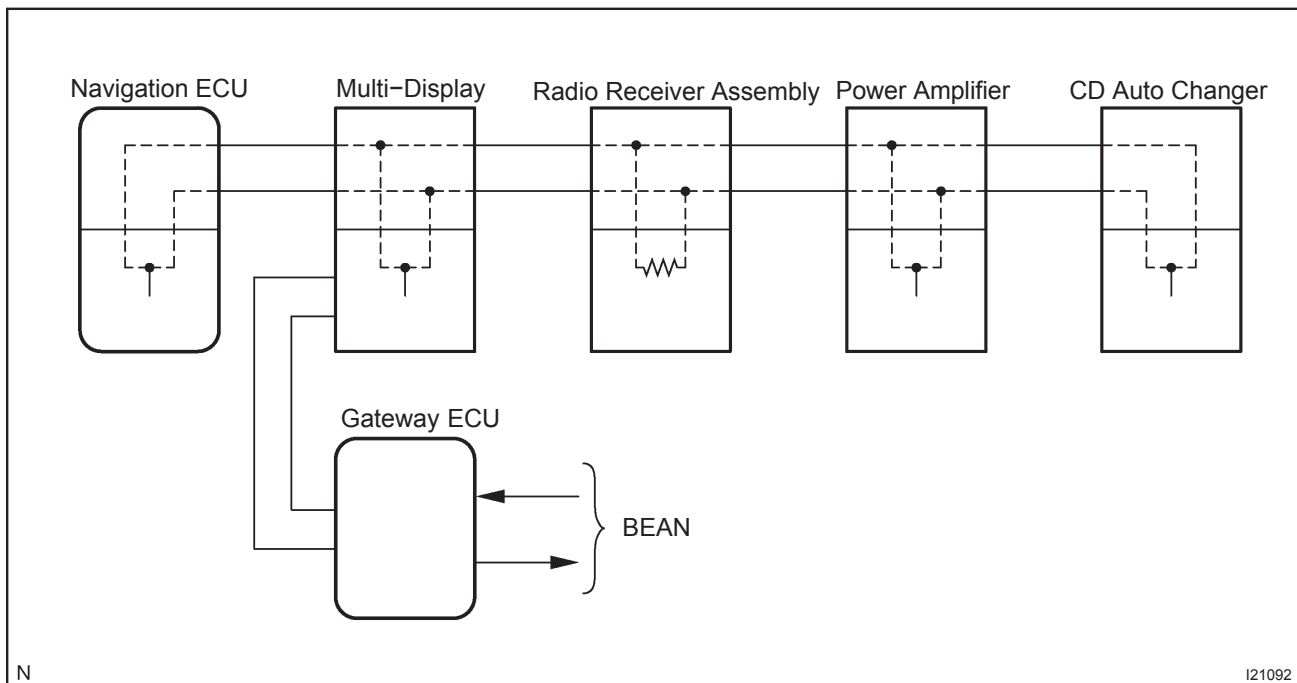 Navigation ECU
Multi−Display
Radio Receiver Assembly
Power Amplifier
CD Auto Changer
Gateway ECU
BEAN
N
I21092